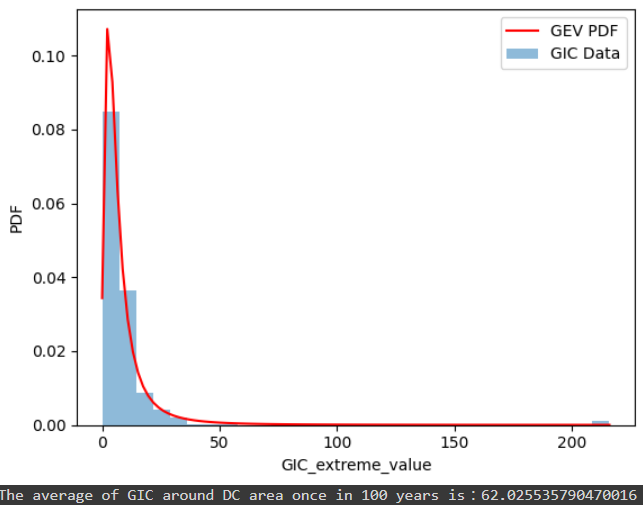 GEV PDF
GIC Data
0.10
0.08
0.06
0.04
0.02
0.00
PDF
0
50
100
150
200
GIC_extreme_value
The average of GIC around DC area once in 100 years is:62.025535790470016